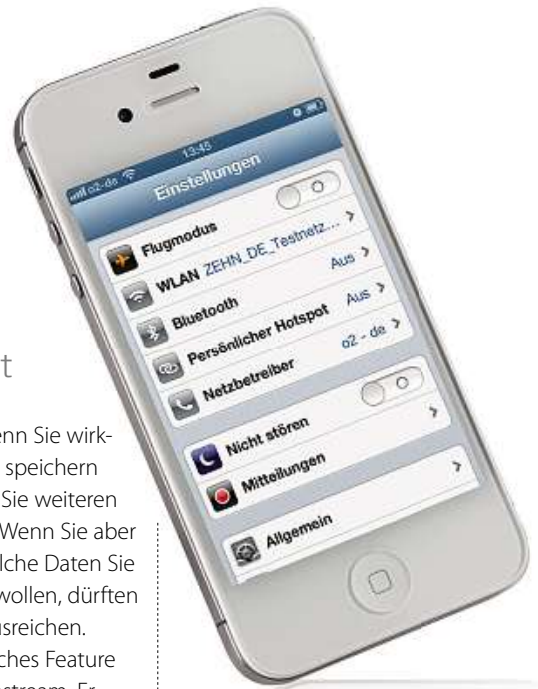 o2-de 13:45
Einstellungen
Flugmodus
WLAN ZEHN_DE_Testnetz... >
Bluetooth Aus >
Persönlicher Hotspot Aus >
Netzbetreiber o2 - de >
Nicht stören
Mitteilungen >
Allgemein >
t
enn Sie wirk-
speichern
Sie weiteren
Wenn Sie aber
lche Daten Sie
wollen, dürften
usreichen.
ches Feature